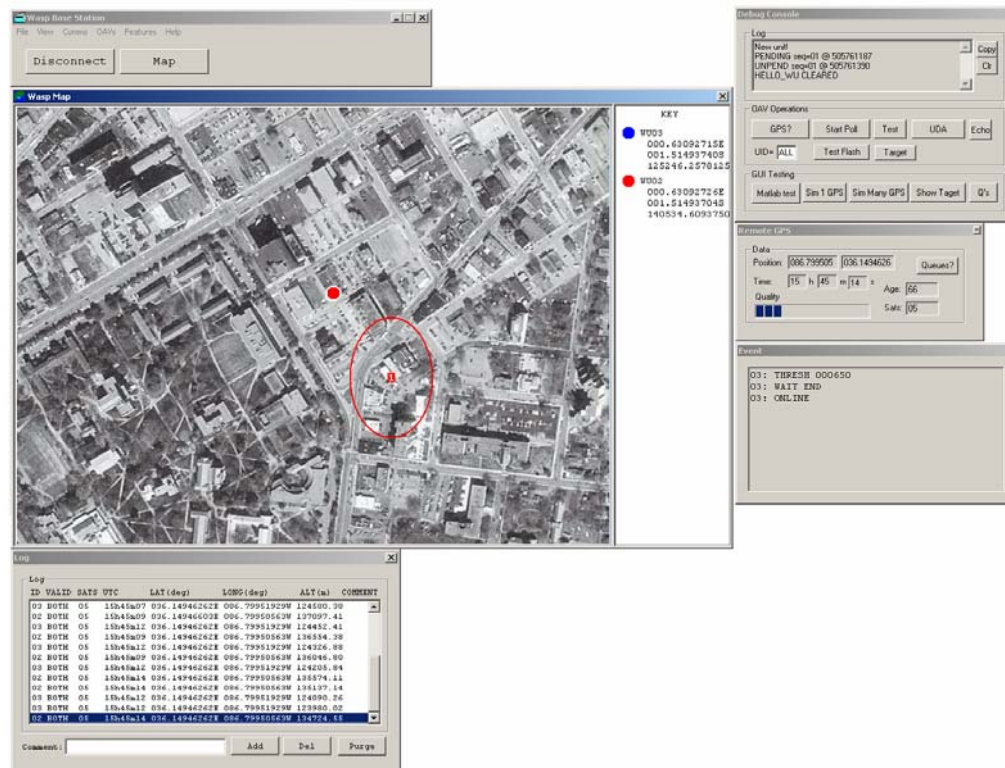 Wasp Base Station
File View Comms OAVs Features Help
Disconnect Map
Wasp Map
KEY
WU03
000.63092715E
001.51493740S
125246.2570125
WU02
000.63092726E
001.51493704S
140534.6093750
1
Debug Console
Log
New unit!
PENDING seq=01 @ 505761187
UNPEND seq=01 @ 505761390
HELLO_WU CLEARED
Copy
Clr
OAV Operations
GPS? Start Poll Test UDA Echo
UID= ALL Test Flash Target
GUI Testing
Matlab test Sim 1 GPS Sim Many GPS Show Taget Q's
Remote GPS
Data
Position: 086.799505 036.1494626 Queues?
Time: 15 h 45 m 14 s Age: 66
Quality Sats: 05
Event
03: THRESH 000650
03: WAIT END
03: ONLINE
Log
Log
ID VALID SATS UTC LAT(deg) LONG(deg) ALT(m) COMMENT
03 BOTH 05 15h45m07 036.14946262E 086.79951929W 124580.38
02 BOTH 05 15h45m09 036.14946603E 086.79950563W 137097.41
03 BOTH 05 15h45m12 036.14946262E 086.79951929W 124452.41
02 BOTH 05 15h45m09 036.14946262E 086.79950563W 136554.38
03 BOTH 05 15h45m12 036.14946262E 086.79951929W 124326.88
02 BOTH 05 15h45m09 036.14946262E 086.79950563W 136046.80
03 BOTH 05 15h45m12 036.14946262E 086.79951929W 124205.84
02 BOTH 05 15h45m14 036.14946262E 086.79950563W 135574.11
02 BOTH 05 15h45m14 036.14946262E 086.79950563W 135137.14
03 BOTH 05 15h45m12 036.14946262E 086.79951929W 124090.26
03 BOTH 05 15h45m12 036.14946262E 086.79951929W 123980.02
02 BOTH 05 15h45m14 036.14946262E 086.79950563W 134724.55
Comment: Add Del Purge